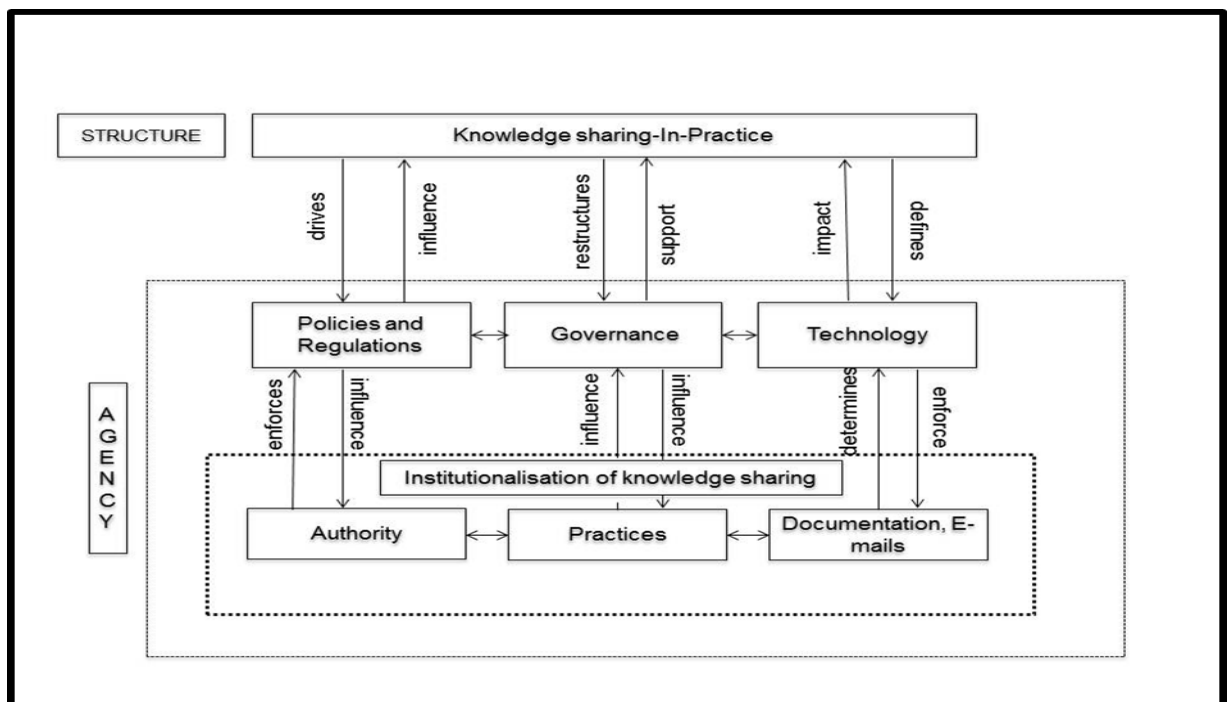 STRUCTURE
Knowledge sharing-In-Practice
drives
influence
restructures
support
impact
defines
Policies and
Regulations
Governance
Technology
enforces
influence
influence
influence
determines
enforce
A
G
E
N
C
Y
Institutionalisation of knowledge sharing
Authority
Practices
Documentation, E-
mails